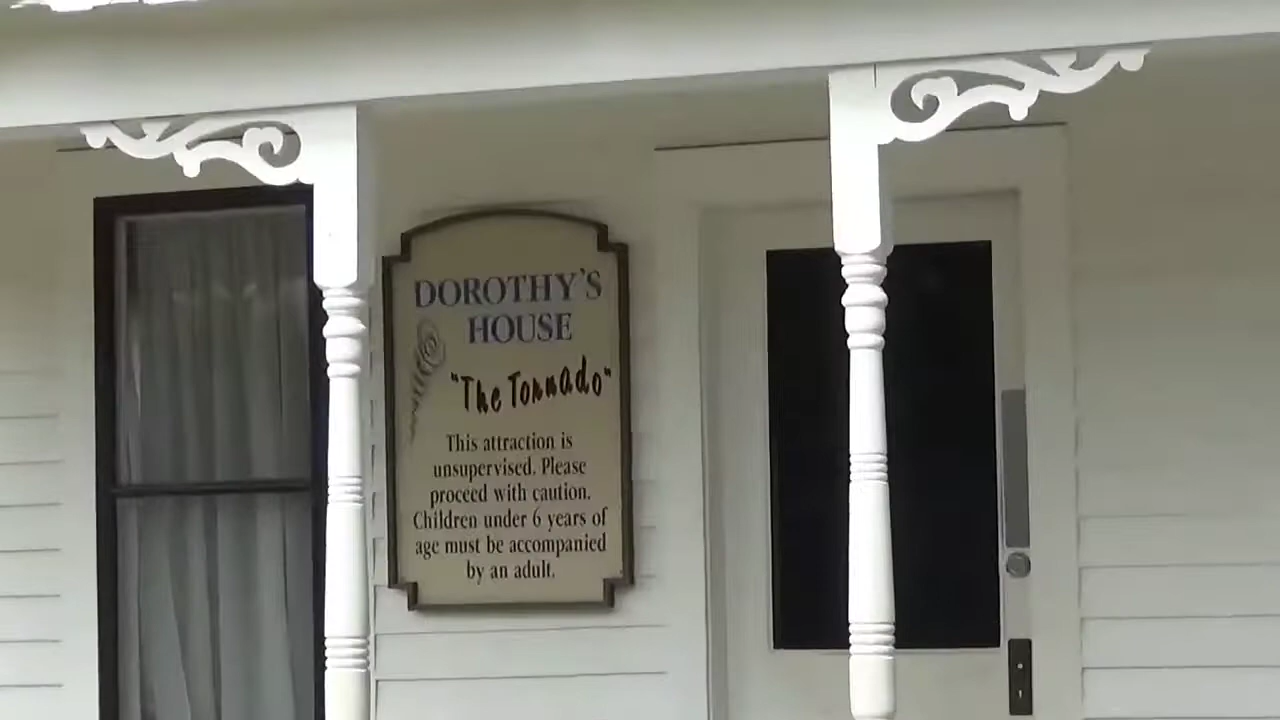 DOROTHY'S
HOUSE
"The Tornado"
This attraction is
unsupervised. Please
proceed with caution.
Children under 6 years of
age must be accompanied
by an adult.